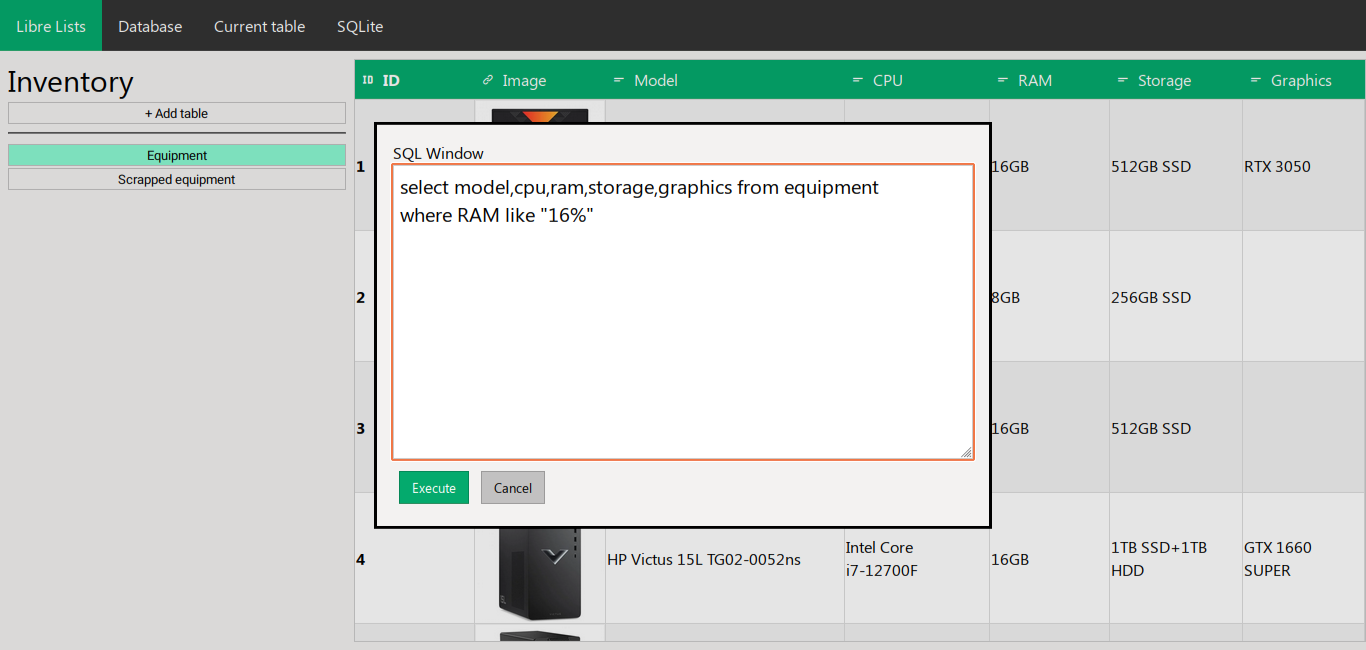 Libre Lists Database Current table SQLite
Inventory
+ Add table
Equipment
Scrapped equipment
ID ID Image Model CPU RAM Storage Graphics
1 16GB 512GB SSD RTX 3050
2 8GB 256GB SSD
3 16GB 512GB SSD
SQL Window
select model,cpu,ram,storage,graphics from equipment
where RAM like "16%"
Execute Cancel
4 HP Victus 15L TG02-0052ns Intel Core 16GB 1TB SSD+1TB GTX 1660
i7-12700F HDD SUPER